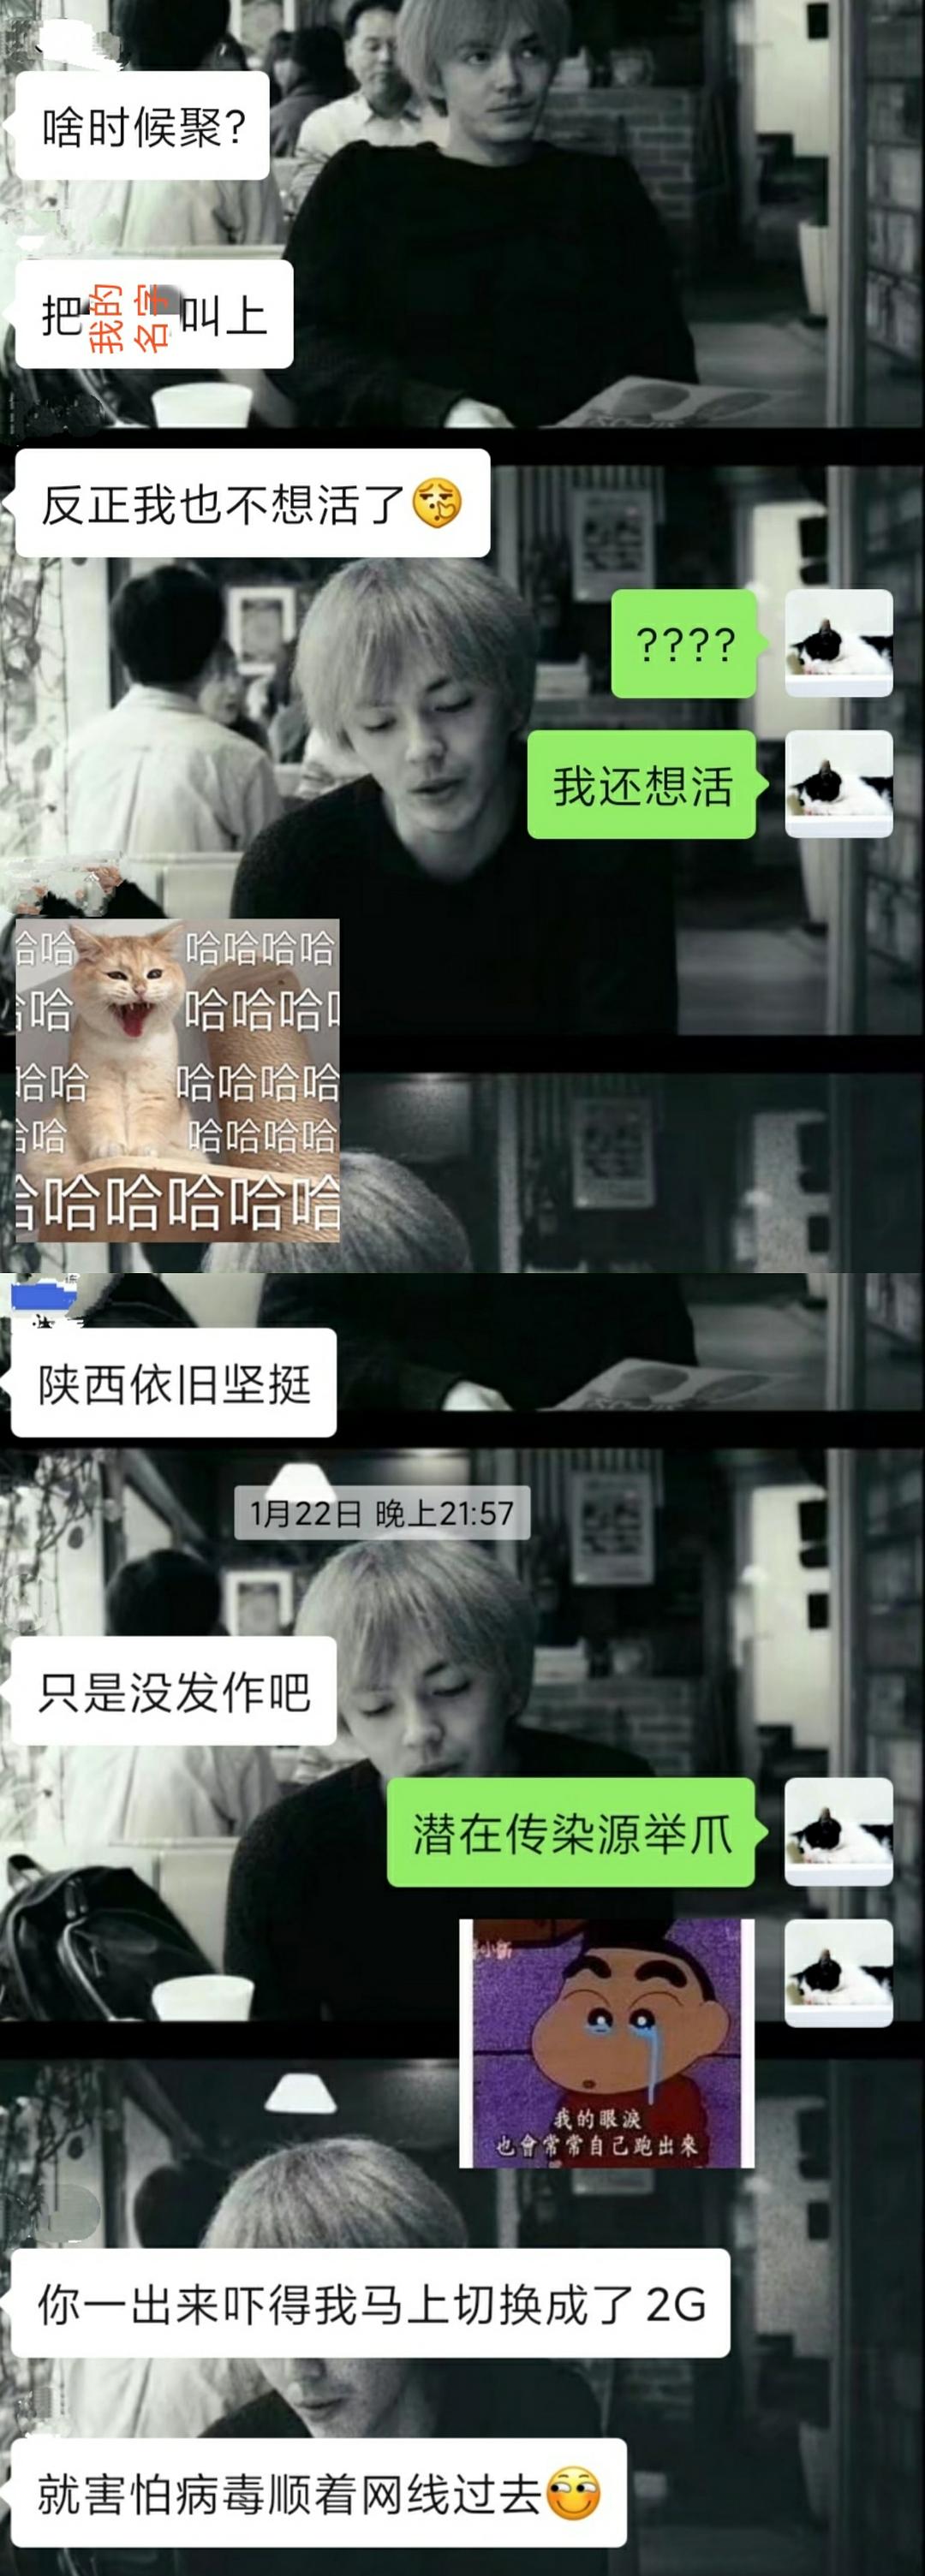 啥时候聚?
把我的名字叫上
反正我也不想活了
????
我还想活
哈哈 哈哈哈哈
哈哈 哈哈哈哈
哈哈 哈哈哈哈
哈哈 哈哈哈哈
哈哈哈哈哈哈
陕西依旧坚挺
1月22日 晚上21:57
只是没发作吧
潜在传染源举爪
小新
我的眼淚
也會常常自己跑出來
你一出来吓得我马上切换成了 2G
就害怕病毒顺着网线过去